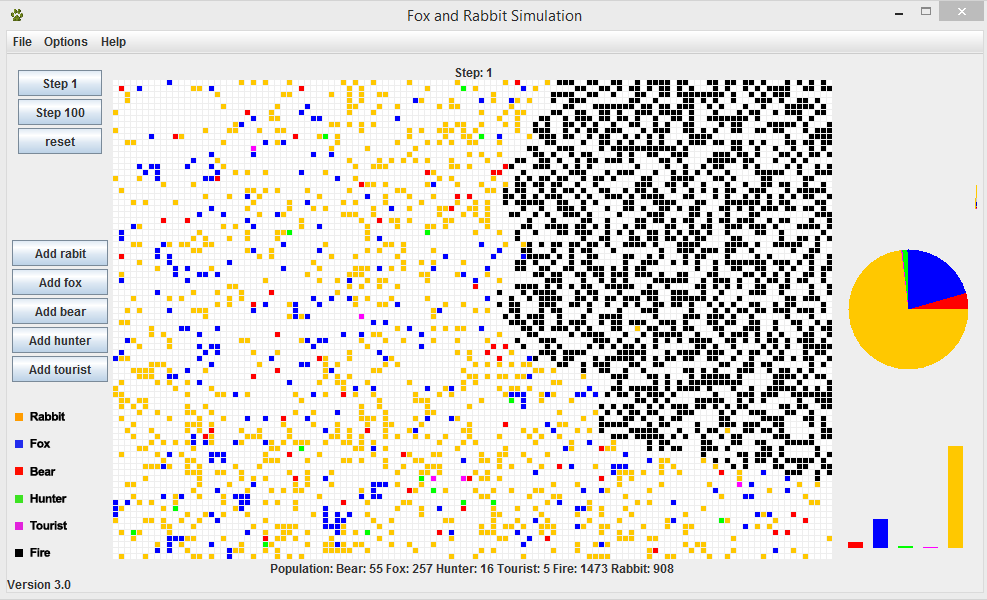 Fox and Rabbit Simulation
File Options Help
Step: 1
Step 1
Step 100
reset
Add rabit
Add fox
Add bear
Add hunter
Add tourist
Rabbit
Fox
Bear
Hunter
Tourist
Fire
Population: Bear: 55 Fox: 257 Hunter: 16 Tourist: 5 Fire: 1473 Rabbit: 908
Version 3.0